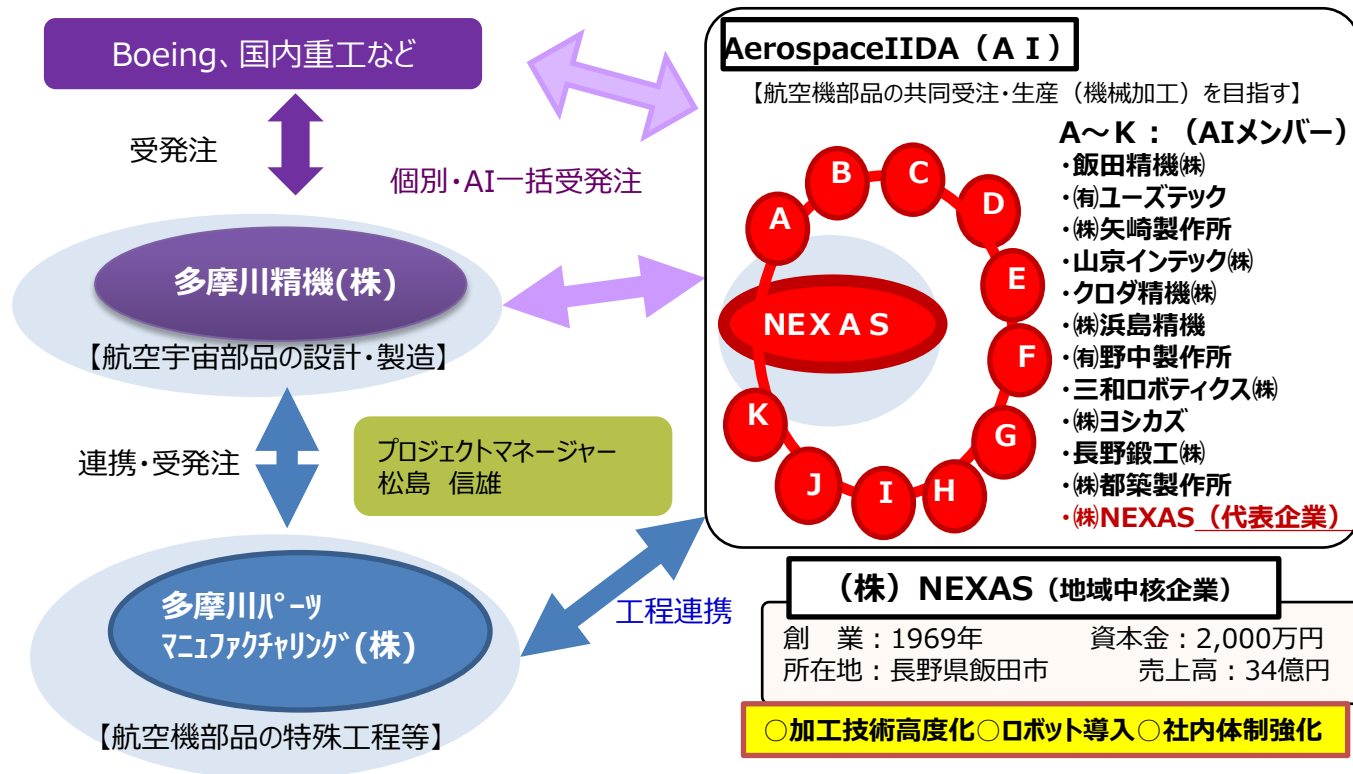 Boeing、国内重工など
受発注
個別・AI一括受発注
多摩川精機(株)
【航空宇宙部品の設計・製造】
連携・受発注
プロジェクトマネージャー
松島 信雄
多摩川ﾊﾟｰﾂ
ﾏﾆｭﾌｧｸﾁｬﾘﾝｸﾞ(株)
【航空機部品の特殊工程等】
工程連携
AerospaceIIDA（ＡＩ）
【航空機部品の共同受注・生産（機械加工）を目指す】
A
B
C
D
E
F
G
H
I
J
K
NEXAS
A～K：（AIメンバー）
・飯田精機㈱
・㈲ユーズテック
・㈱矢崎製作所
・山京インテック㈱
・クロダ精機㈱
・㈱浜島精機
・㈲野中製作所
・三和ロボティクス㈱
・㈱ヨシカズ
・長野鍛工㈱
・㈱都築製作所
・㈱NEXAS（代表企業）
（株）NEXAS（地域中核企業）
創　業：1969年　資本金：2,000万円
所在地：長野県飯田市　売上高：34億円
○加工技術高度化○ロボット導入○社内体制強化